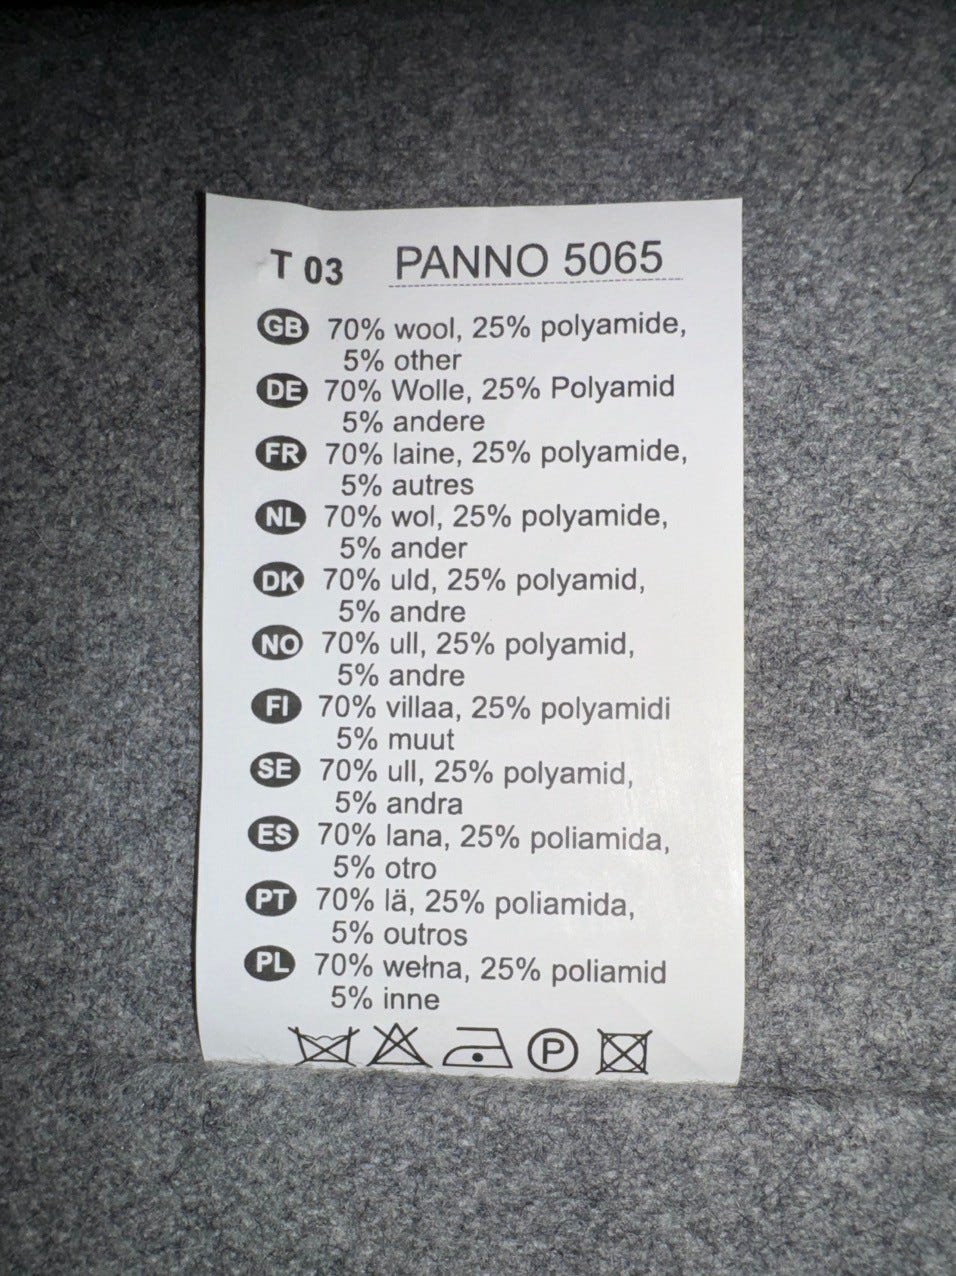 T 03 PANNO 5065
GB 70% wool, 25% polyamide,
5% other
DE 70% Wolle, 25% Polyamid
5% andere
FR 70% laine, 25% polyamide,
5% autres
NL 70% wol, 25% polyamide,
5% ander
DK 70% uld, 25% polyamid,
5% andre
NO 70% ull, 25% polyamid,
5% andre
FI 70% villaa, 25% polyamidi
5% muut
SE 70% ull, 25% polyamid,
5% andra
ES 70% lana, 25% poliamida,
5% otro
PT 70% lä, 25% poliamida,
5% outros
PL 70% wełna, 25% poliamid
5% inne
P